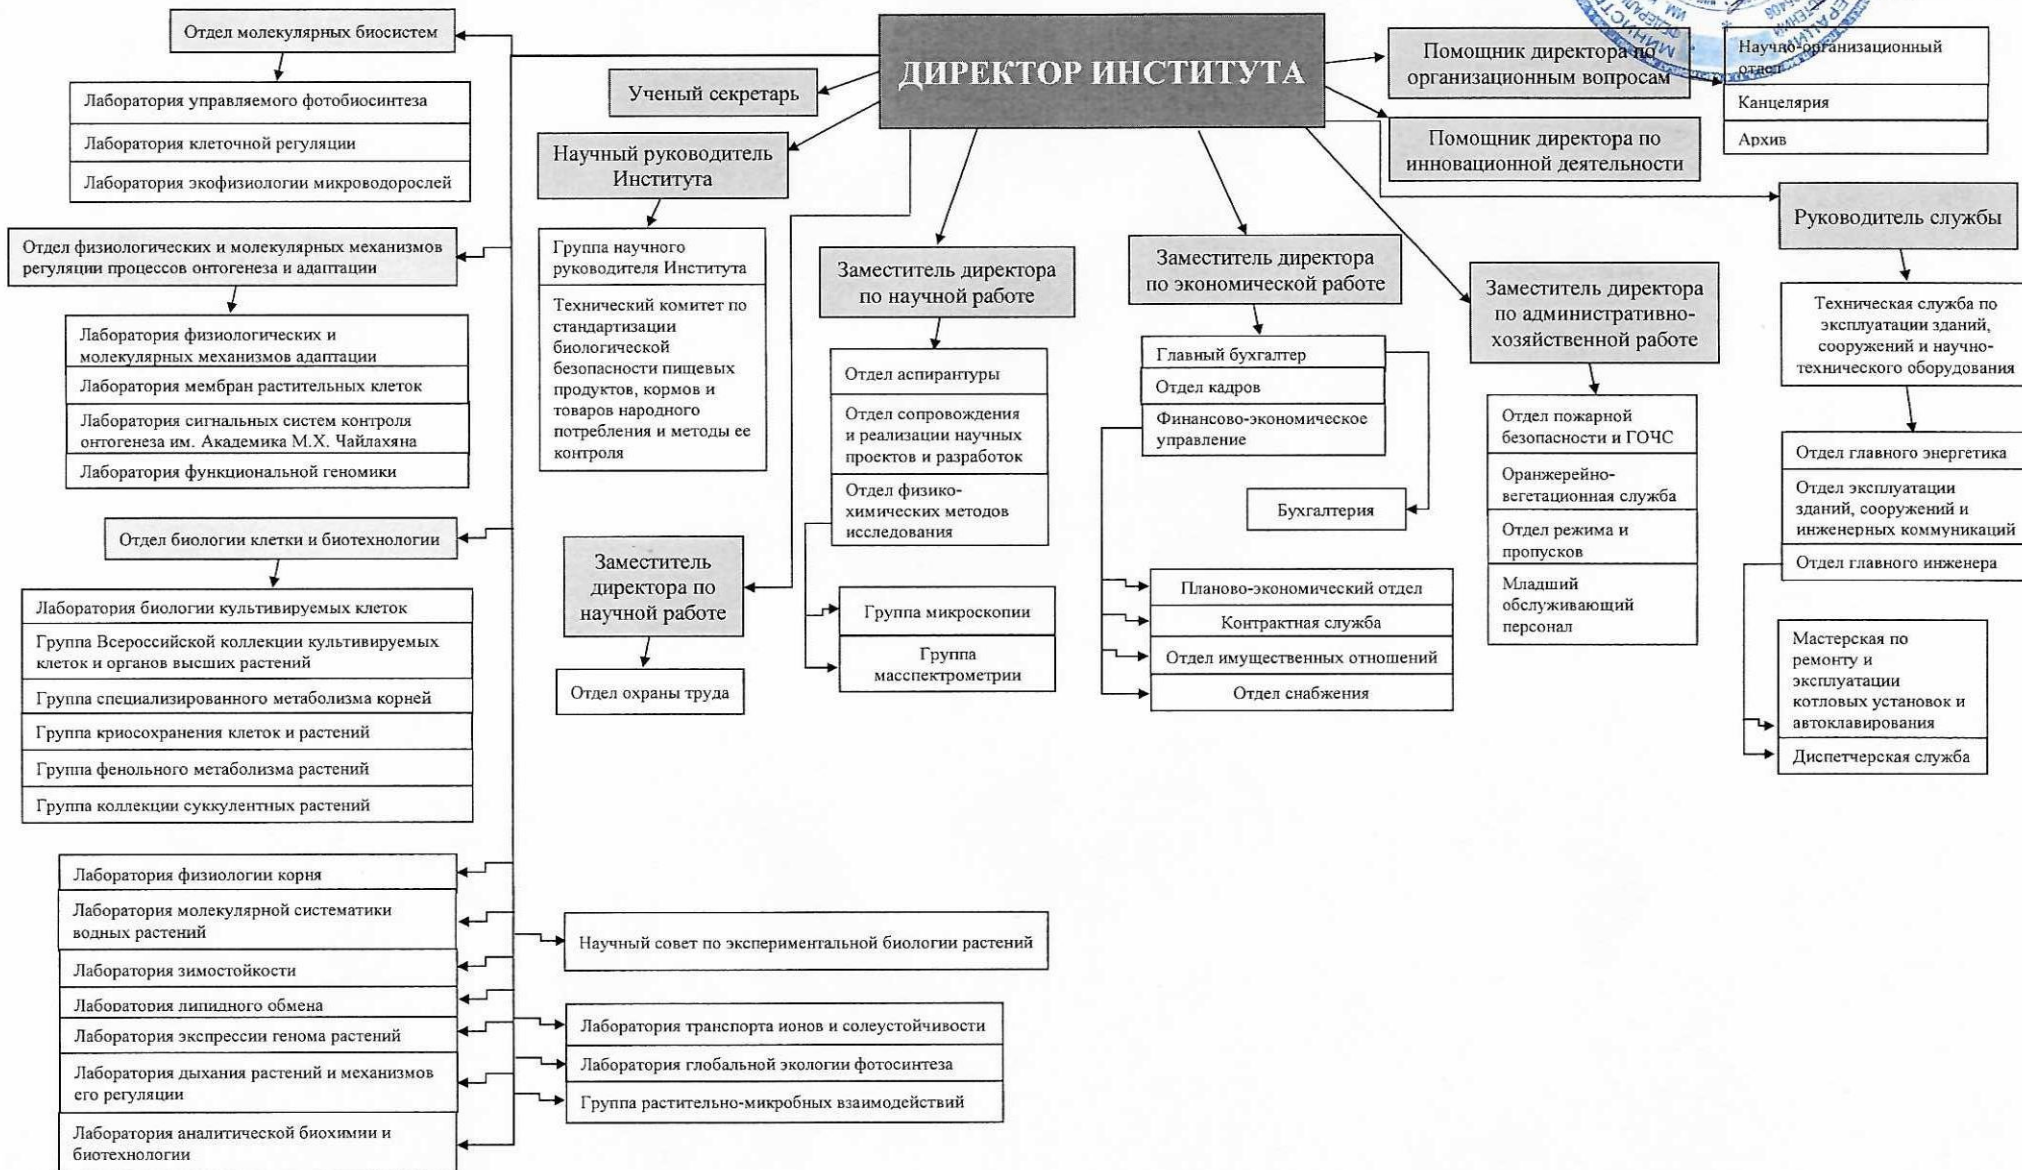 ДИРЕКТОР ИНСТИТУТА
Отдел молекулярных биосистем
Лаборатория управляемого фотобиосинтеза
Лаборатория клеточной регуляции
Лаборатория экофизиологии микроводорослей
Отдел физиологических и молекулярных механизмов
регуляции процессов онтогенеза и адаптации
Лаборатория физиологических и
молекулярных механизмов адаптации
Лаборатория мембран растительных клеток
Лаборатория сигнальных систем контроля
онтогенеза им. Академика М.Х. Чайлахяна
Лаборатория функциональной геномики
Отдел биологии клетки и биотехнологии
Лаборатория биологии культивируемых клеток
Группа Всероссийской коллекции культивируемых
клеток и органов высших растений
Группа специализированного метаболизма корней
Группа криосохранения клеток и растений
Группа фенольного метаболизма растений
Группа коллекции суккулентных растений
Лаборатория физиологии корня
Лаборатория молекулярной систематики
водных растений
Лаборатория зимостойкости
Лаборатория липидного обмена
Лаборатория экспрессии генома растений
Лаборатория дыхания растений и механизмов
его регуляции
Лаборатория аналитической биохимии и
биотехнологии
Научный совет по экспериментальной биологии растений
Лаборатория транспорта ионов и солеустойчивости
Лаборатория глобальной экологии фотосинтеза
Группа растительно-микробных взаимодействий
Ученый секретарь
Научный руководитель
Института
Группа научного
руководителя Института
Технический комитет по
стандартизации
биологической
безопасности пищевых
продуктов, кормов и
товаров народного
потребления и методы ее
контроля
Заместитель
директора по
научной работе
Отдел охраны труда
Заместитель директора
по научной работе
Отдел аспирантуры
Отдел сопровождения
и реализации научных
проектов и разработок
Отдел физико-
химических методов
исследования
Группа микроскопии
Группа
масспектрометрии
Заместитель директора
по экономической работе
Главный бухгалтер
Отдел кадров
Финансово-экономическое
управление
Бухгалтерия
Планово-экономический отдел
Контрактная служба
Отдел имущественных отношений
Отдел снабжения
Заместитель директора
по административно-
хозяйственной работе
Отдел пожарной
безопасности и ГОЧС
Оранжерейно-
вегетационная служба
Отдел режима и
пропусков
Младший
обслуживающий
персонал
Помощник директора по
организационным вопросам
Научно-организационный
отдел
Канцелярия
Архив
Помощник директора по
инновационной деятельности
Руководитель службы
Техническая служба по
эксплуатации зданий,
сооружений и научно-
технического оборудования
Отдел главного энергетика
Отдел эксплуатации
зданий, сооружений и
инженерных коммуникаций
Отдел главного инженера
Мастерская по
ремонту и
эксплуатации
котловых установок и
автоклавирования
Диспетчерская служба